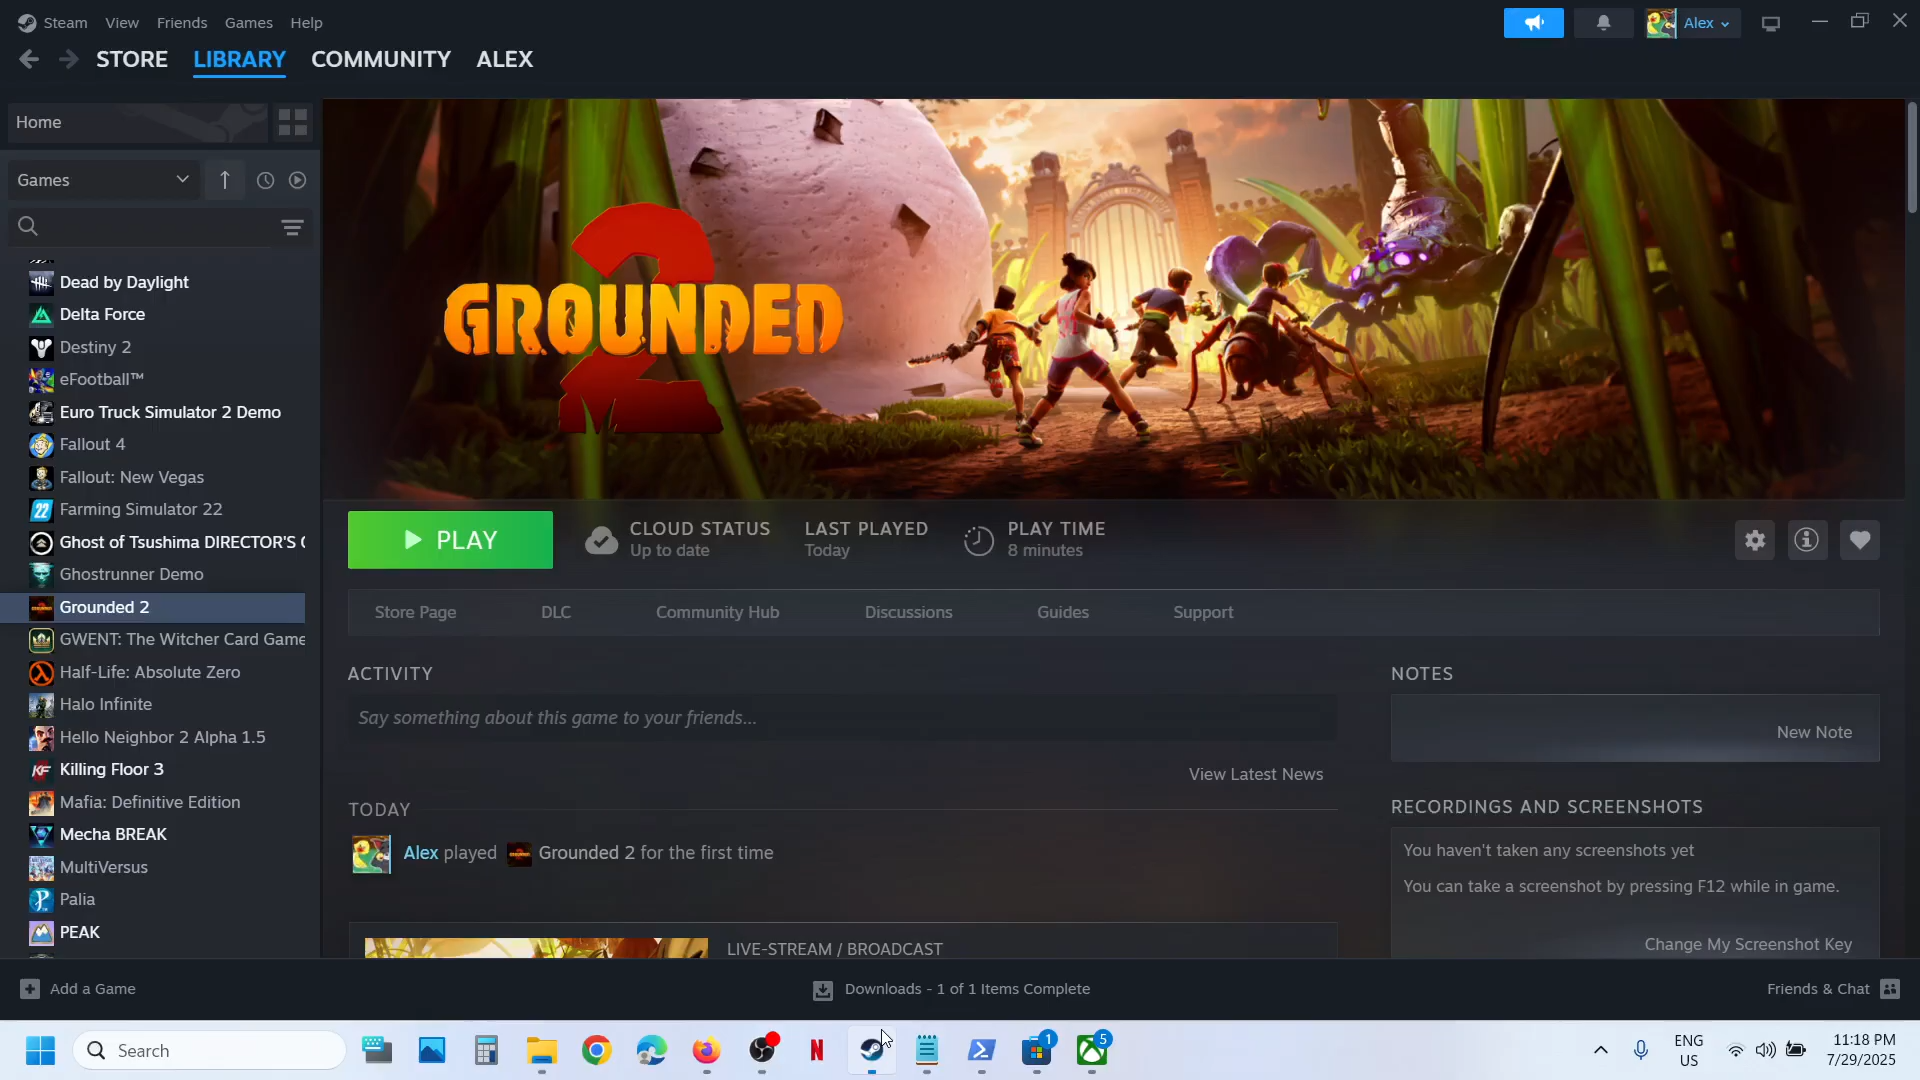 Steam View Friends Games Help
Alex
STORE LIBRARY COMMUNITY ALEX
Home
Games
Dead by Daylight
Delta Force
Destiny 2
eFootball™
Euro Truck Simulator 2 Demo
Fallout 4
Fallout: New Vegas
Farming Simulator 22
Ghost of Tsushima DIRECTOR'S
Ghostrunner Demo
Grounded 2
GWENT: The Witcher Card Game
Half-Life: Absolute Zero
Halo Infinite
Hello Neighbor 2 Alpha 1.5
Killing Floor 3
Mafia: Definitive Edition
Mecha BREAK
MultiVersus
Palia
PEAK
2
GROUNDED
PLAY
CLOUD STATUS
Up to date
LAST PLAYED
Today
PLAY TIME
8 minutes
Store Page DLC Community Hub Discussions Guides Support
ACTIVITY
Say something about this game to your friends...
View Latest News
TODAY
Alex played Grounded 2 for the first time
LIVE-STREAM / BROADCAST
NOTES
New Note
RECORDINGS AND SCREENSHOTS
You haven't taken any screenshots yet
You can take a screenshot by pressing F12 while in game.
Change My Screenshot Key
Add a Game
Downloads - 1 of 1 Items Complete
Friends & Chat
Search
N
1
5
ENG
US
11:18 PM
7/29/2025